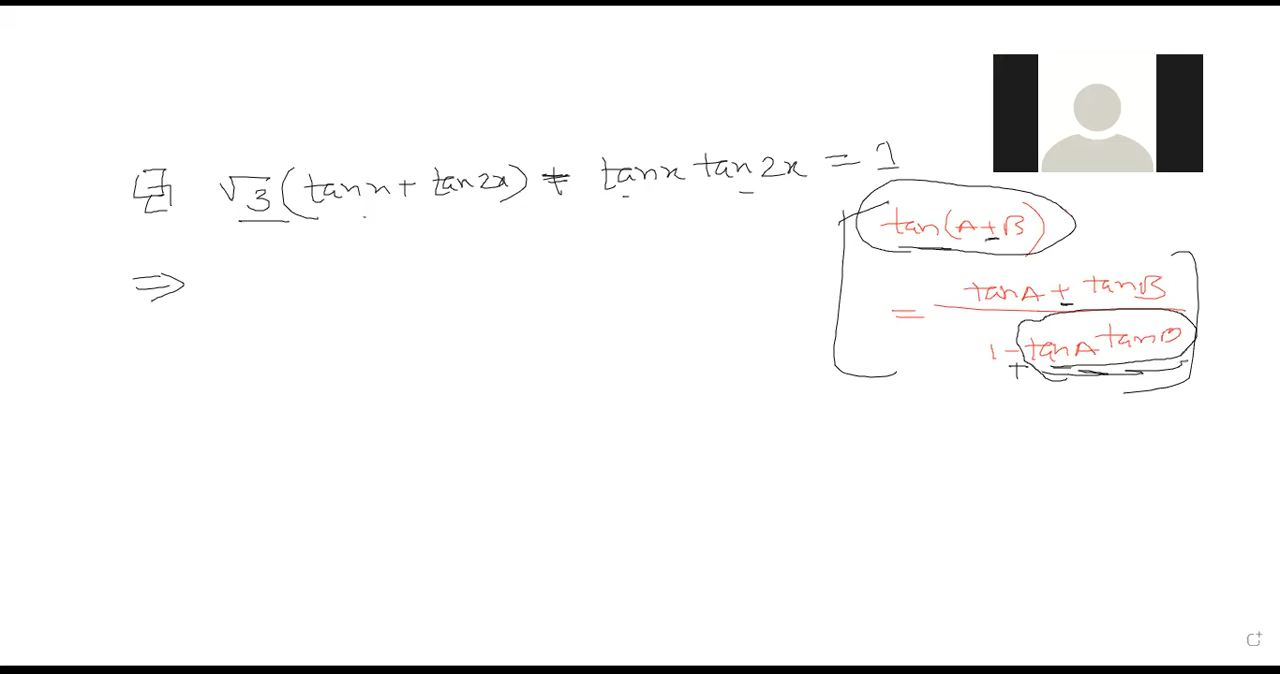 √3(tanx + tan2x) + tanx tan2x = 1
tan(A+B)
= tanA + tanB
1 - tanA tanB
+
⇒